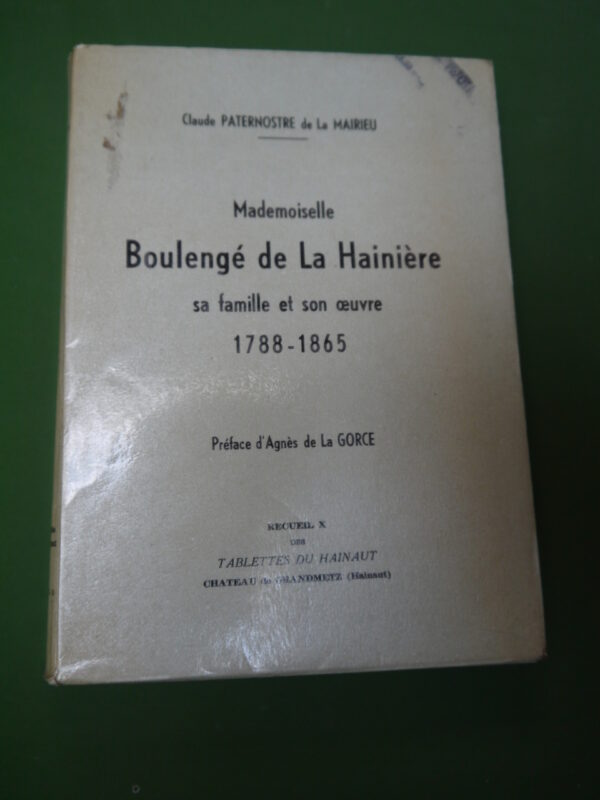 Claude PATERNOSTRE de La MAIRIEU
Mademoiselle
Boulengé de La Hainière
sa famille et son œuvre
1788-1865
Préface d'Agnès de La GORCE
RECUEIL X
DES
TABLETTES DU HAINAUT
CHATEAU de GRANDMETZ (Hainaut)